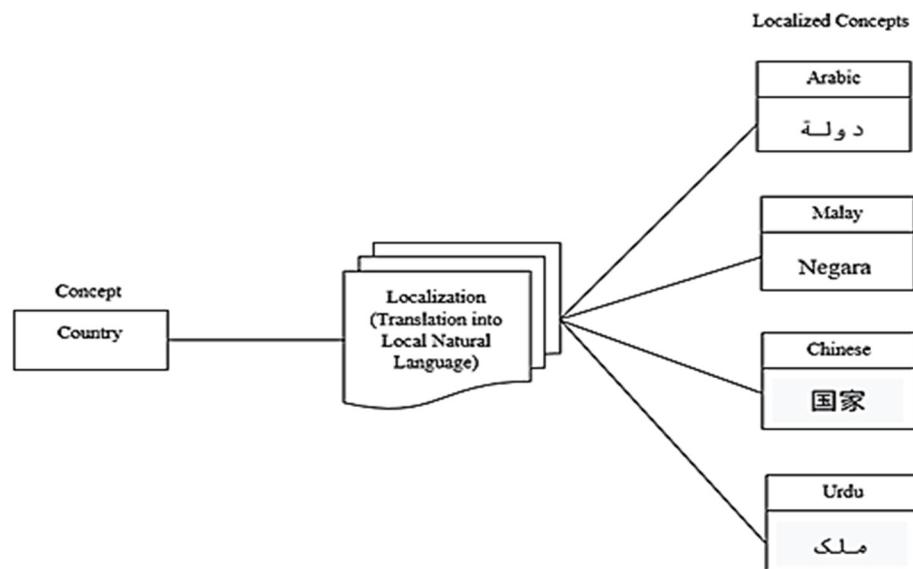 Localized Concepts
Arabic
دولة
Malay
Negara
Concept
Country
Localization
(Translation into
Local Natural
Language)
Chinese
国家
Urdu
ملک